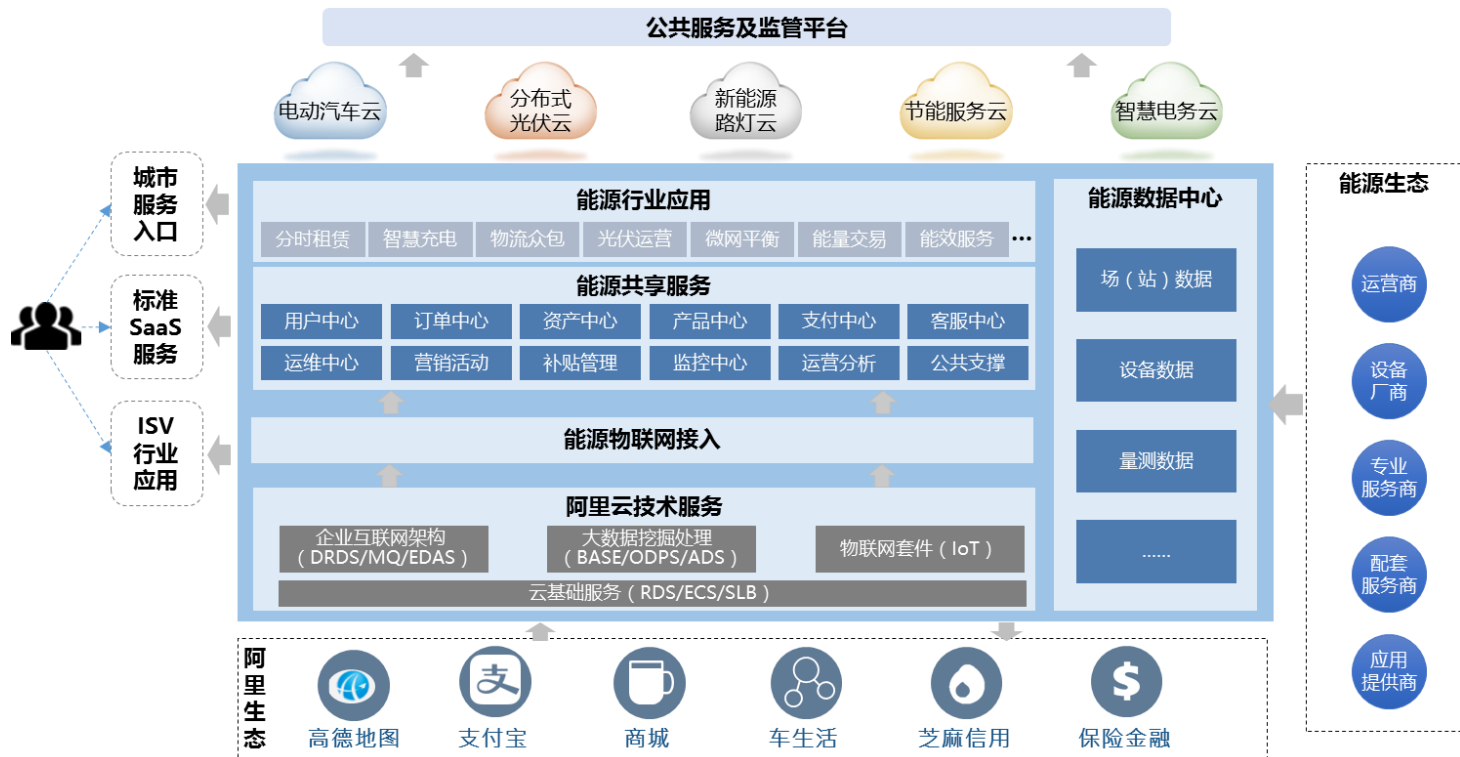 公共服务及监管平台
电动汽车云
分布式
光伏云
新能源
路灯云
节能服务云
智慧电务云
城市
服务
入口
标准
SaaS
服务
ISV
行业
应用
能源行业应用
分时租赁
智慧充电
物流众包
光伏运营
微网平衡
能量交易
能效服务
...
能源共享服务
用户中心
订单中心
资产中心
产品中心
支付中心
客服中心
运维中心
营销活动
补贴管理
监控中心
运营分析
公共支撑
能源物联网接入
阿里云技术服务
企业互联网架构
（DRDS/MQ/EDAS）
大数据挖掘处理
（BASE/ODPS/ADS）
物联网套件（IoT）
云基础服务（RDS/ECS/SLB）
能源数据中心
场（站）数据
设备数据
量测数据
......
能源生态
运营商
设备
厂商
专业
服务商
配套
服务商
应用
提供商
阿
里
生
态
支
$
高德地图
支付宝
商城
车生活
芝麻信用
保险金融